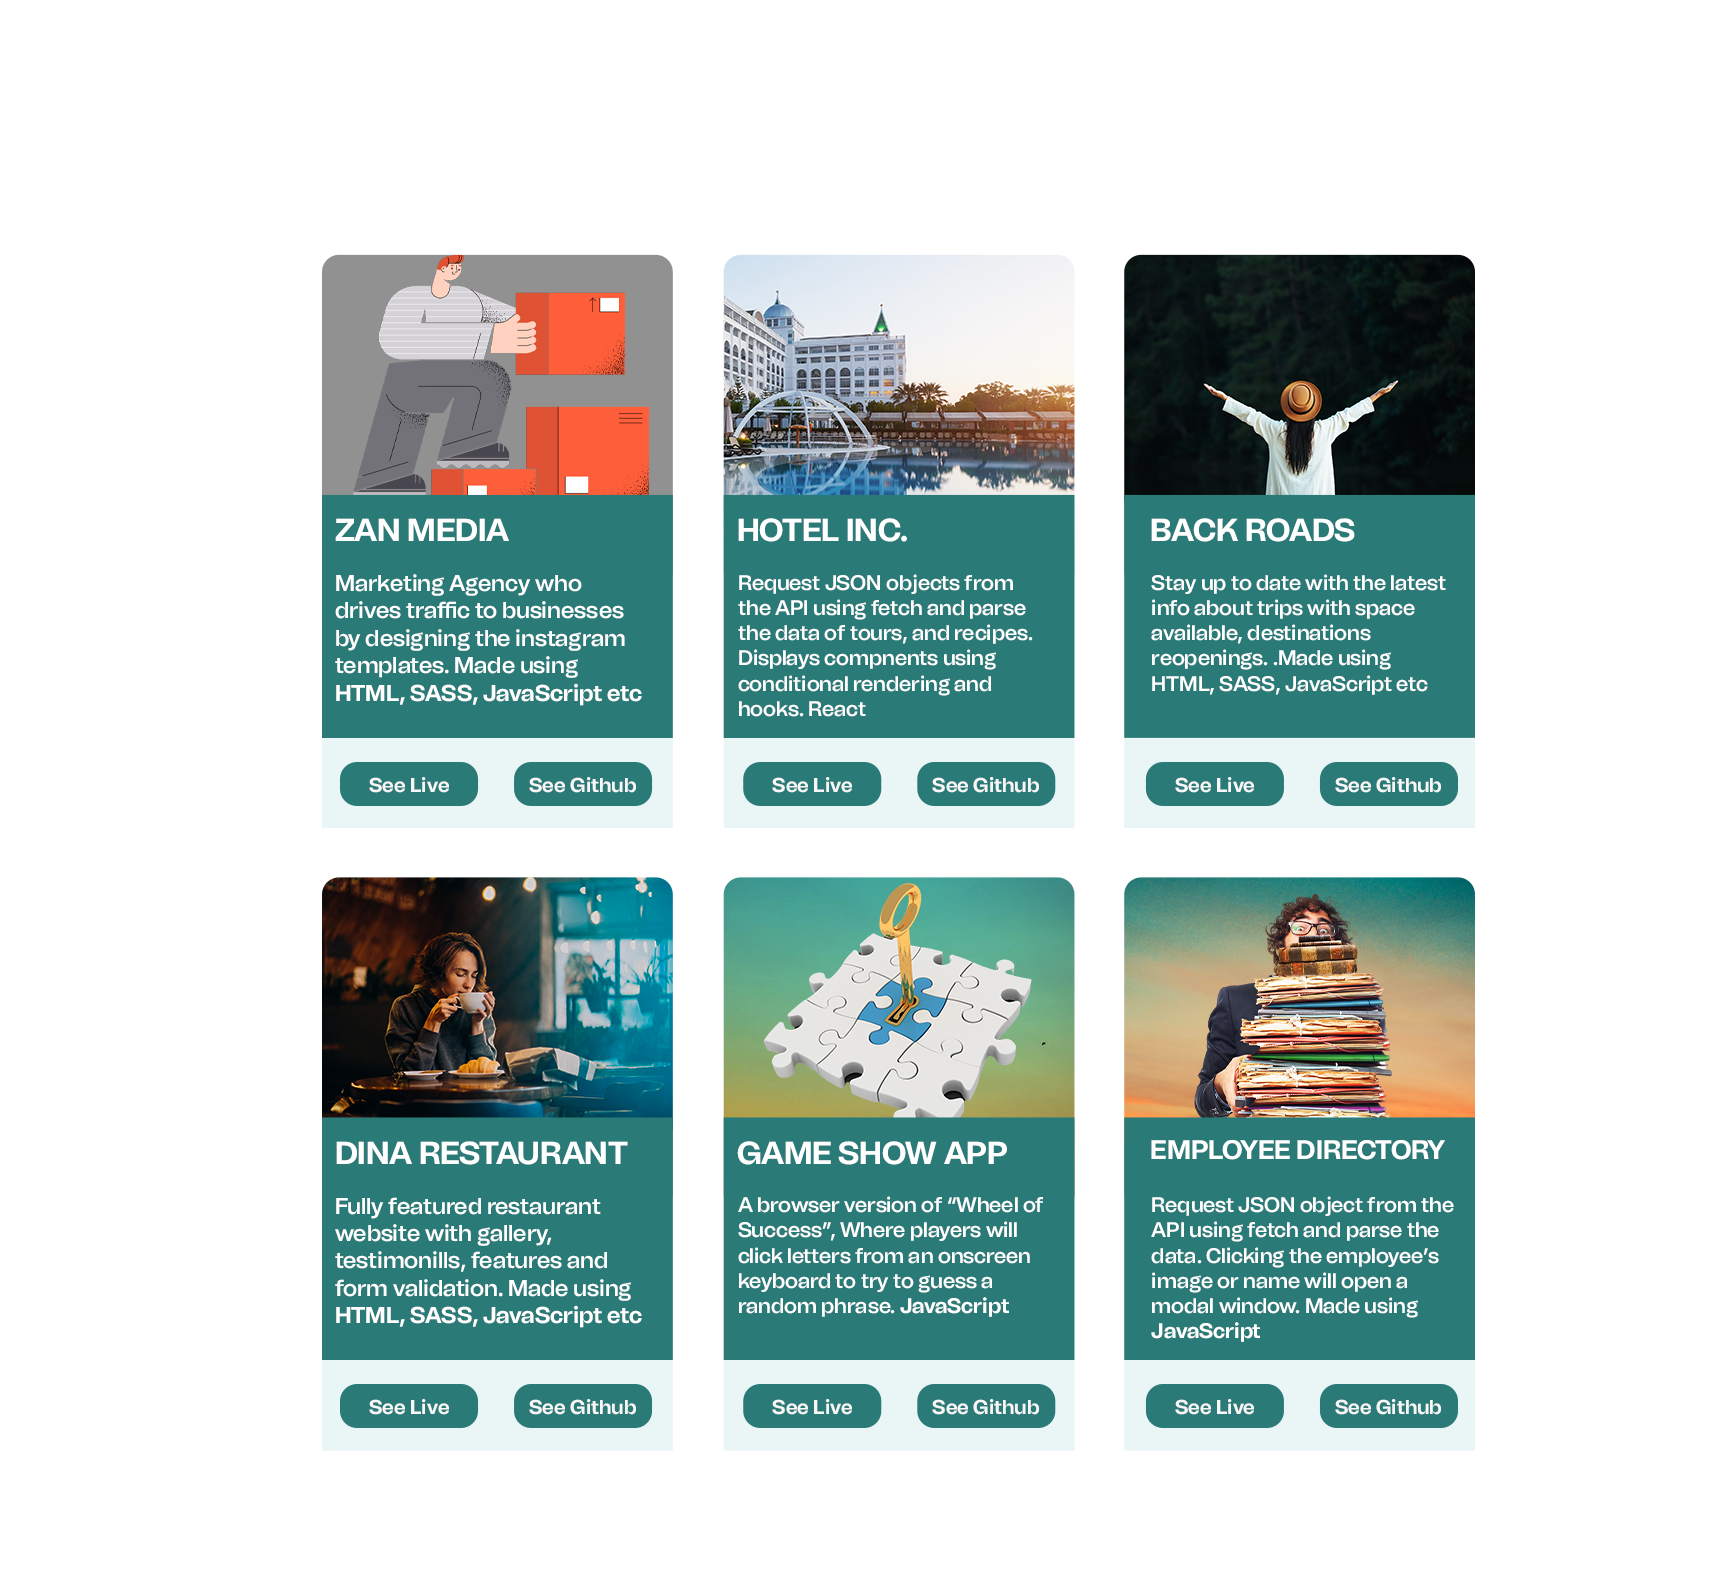 ZAN MEDIA
Marketing Agency who
drives traffic to businesses
by designing the instagram
templates. Made using
HTML, SASS, JavaScript etc
See Live
See Github
HOTEL INC.
Request JSON objects from
the API using fetch and parse
the data of tours, and recipes.
Displays compnents using
conditional rendering and
hooks. React
See Live
See Github
BACK ROADS
Stay up to date with the latest
info about trips with space
available, destinations
reopenings. .Made using
HTML, SASS, JavaScript etc
See Live
See Github
DINA RESTAURANT
Fully featured restaurant
website with gallery,
testimonills, features and
form validation. Made using
HTML, SASS, JavaScript etc
See Live
See Github
GAME SHOW APP
A browser version of “Wheel of
Success”, Where players will
click letters from an onscreen
keyboard to try to guess a
random phrase. JavaScript
See Live
See Github
EMPLOYEE DIRECTORY
Request JSON object from the
API using fetch and parse the
data. Clicking the employee’s
image or name will open a
modal window. Made using
JavaScript
See Live
See Github